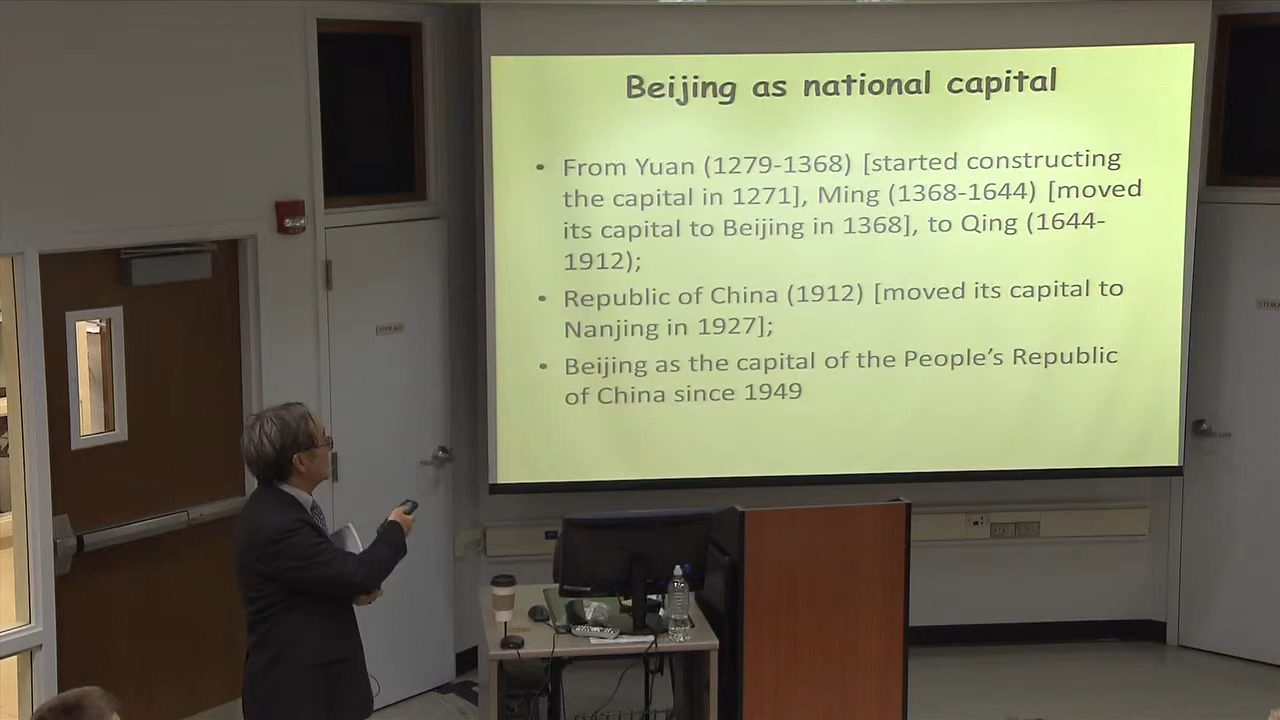 Beijing as national capital
• From Yuan (1279-1368) [started constructing
the capital in 1271], Ming (1368-1644) [moved
its capital to Beijing in 1368], to Qing (1644-
1912);
• Republic of China (1912) [moved its capital to
Nanjing in 1927];
• Beijing as the capital of the People's Republic
of China since 1949